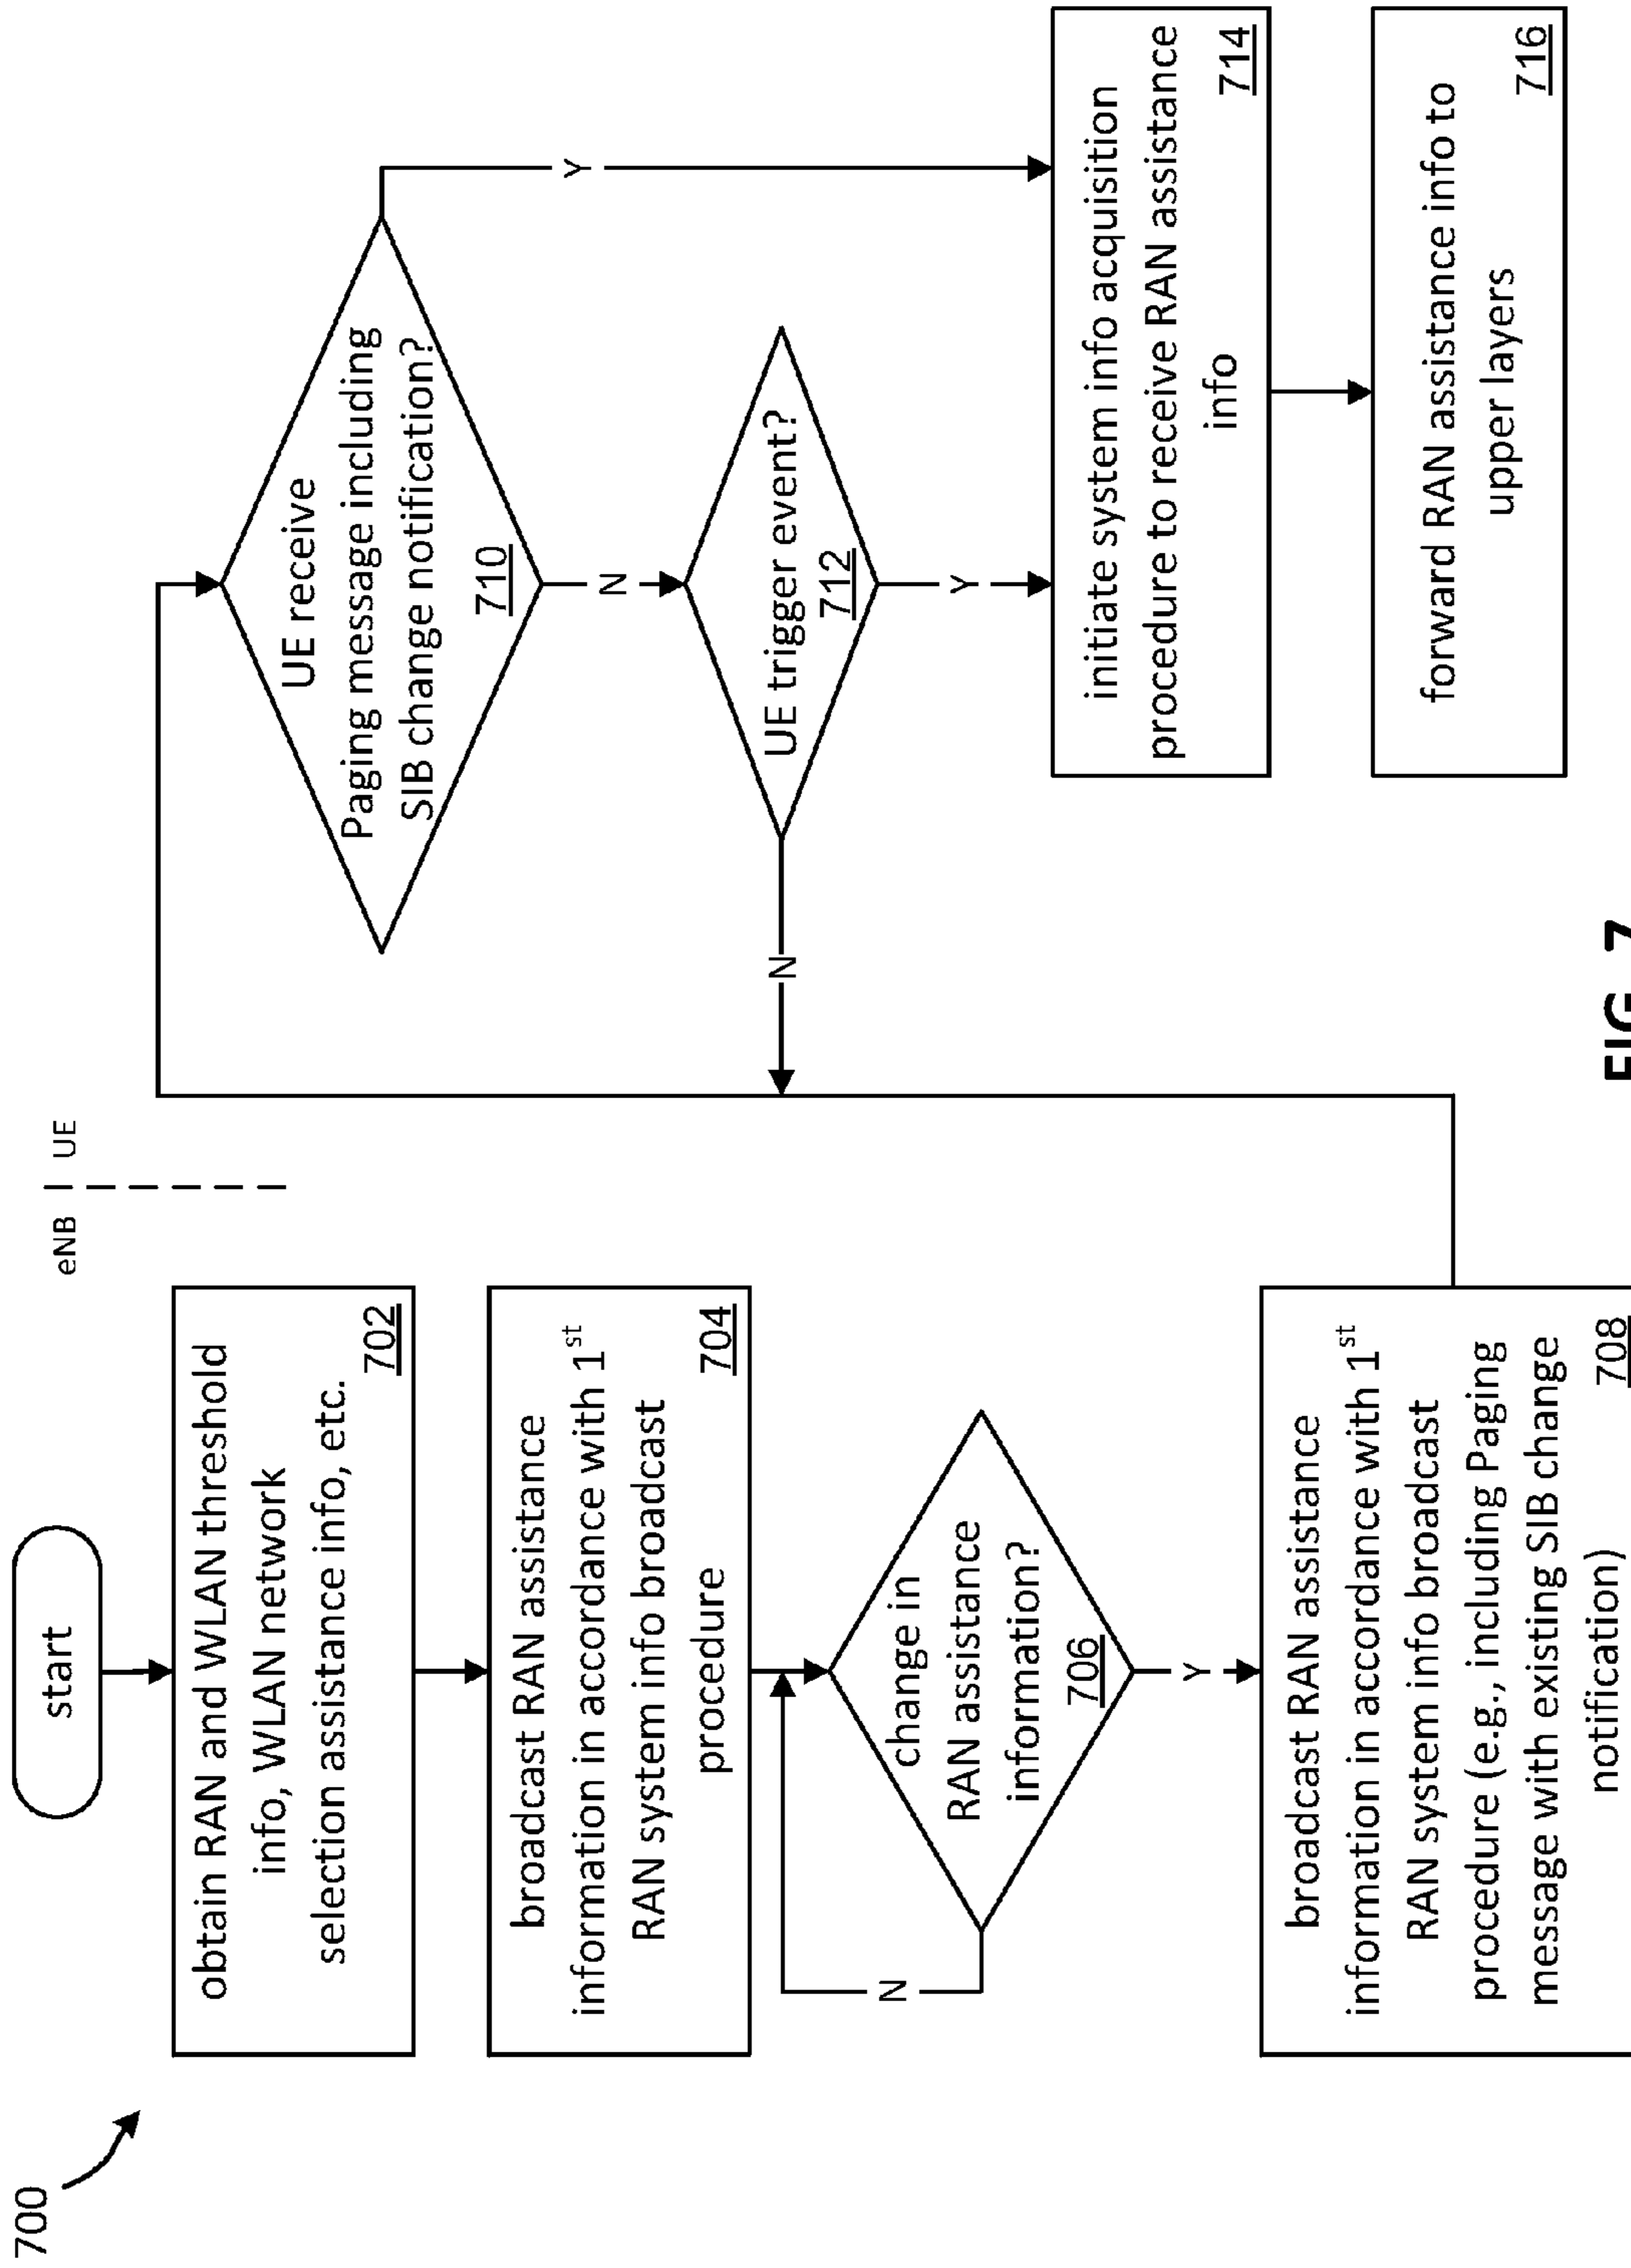 700
start
obtain RAN and WLAN threshold
info, WLAN network
selection assistance info, etc.
702
broadcast RAN assistance
information in accordance with 1st
RAN system info broadcast
procedure
704
change in
RAN assistance
information?
706
N
Y
broadcast RAN assistance
information in accordance with 1st
RAN system info broadcast
procedure (e.g., including Paging
message with existing SIB change
notification)
708
eNB
UE
UE receive
Paging message including
SIB change notification?
710
N
Y
UE trigger event?
712
N
Y
initiate system info acquisition
procedure to receive RAN assistance
info
714
forward RAN assistance info to
upper layers
716
FIG. 7